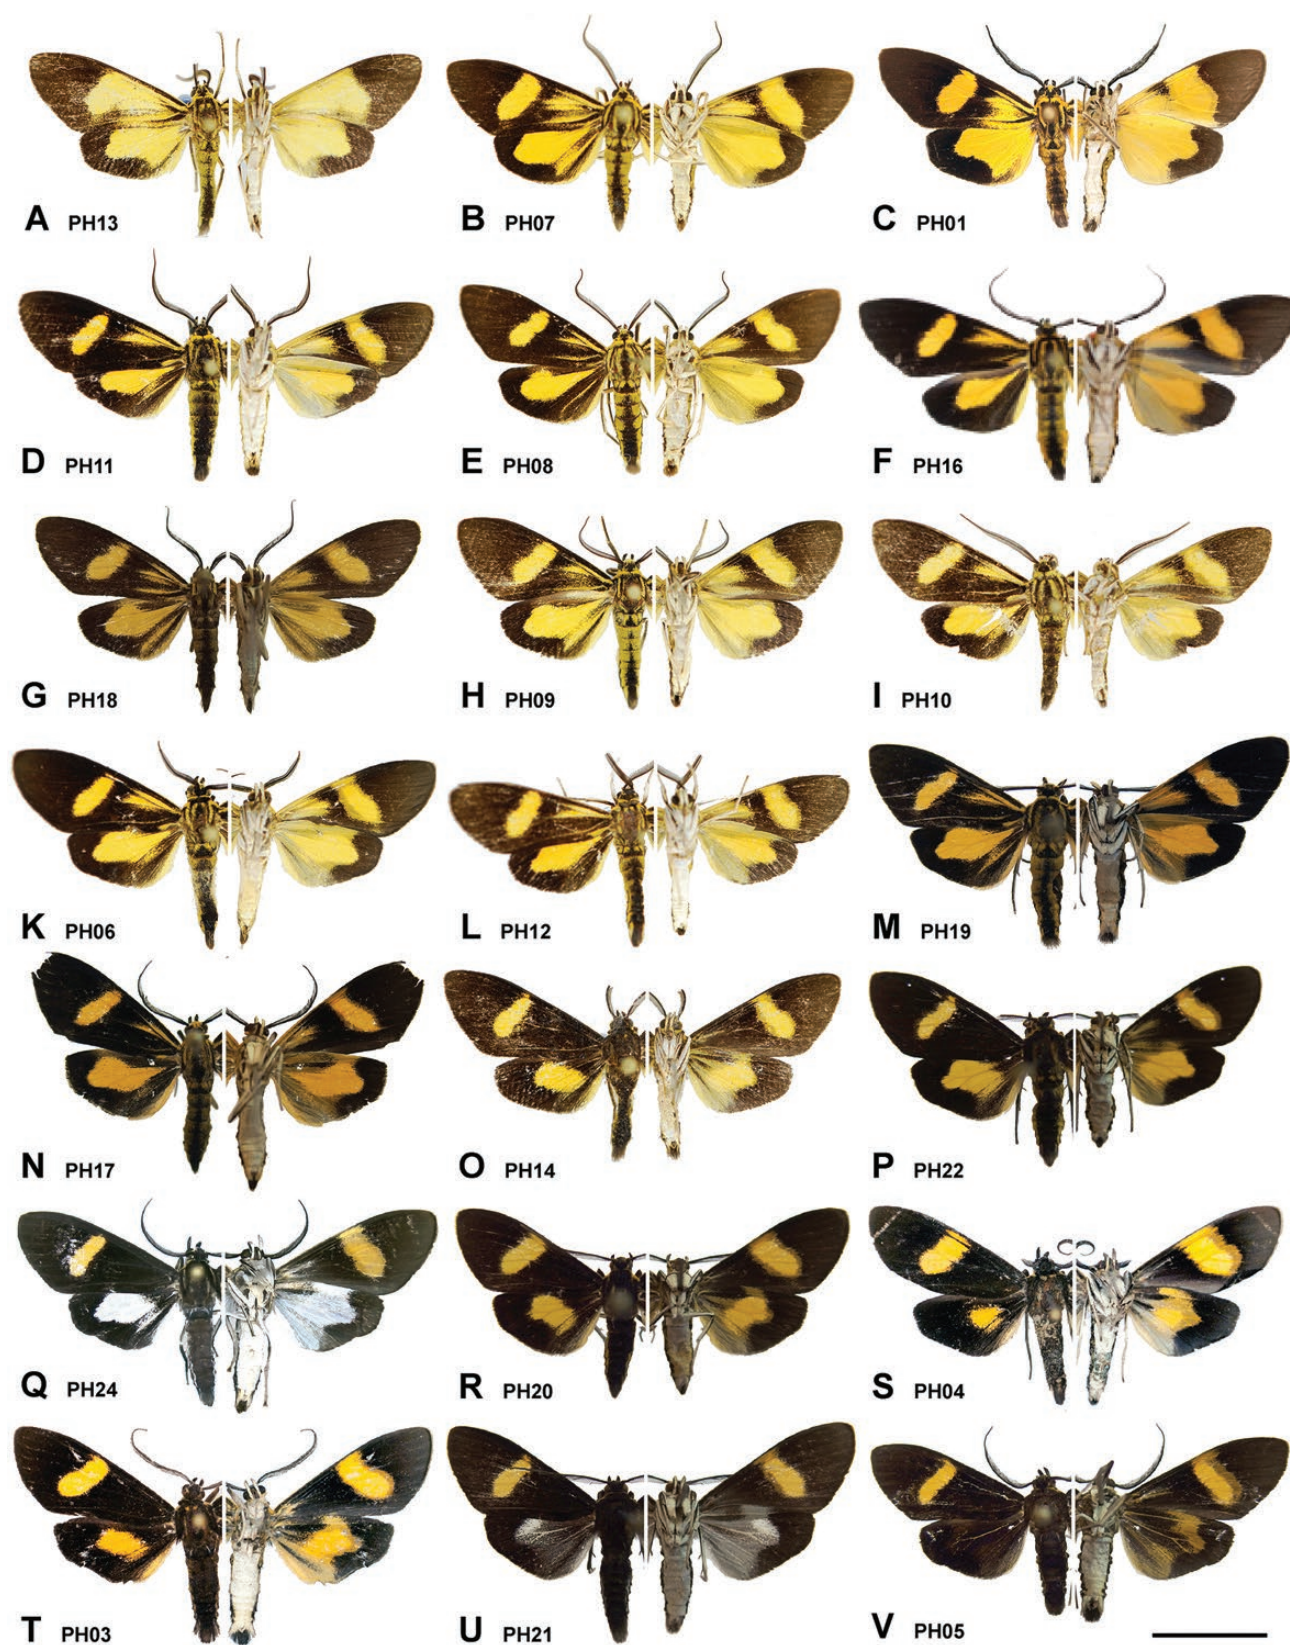 A PH13
B PH07
C PH01
D PH11
E PH08
F PH16
G PH18
H PH09
I PH10
K PH06
L PH12
M PH19
N PH17
O PH14
P PH22
Q PH24
R PH20
S PH04
T PH03
U PH21
V PH05